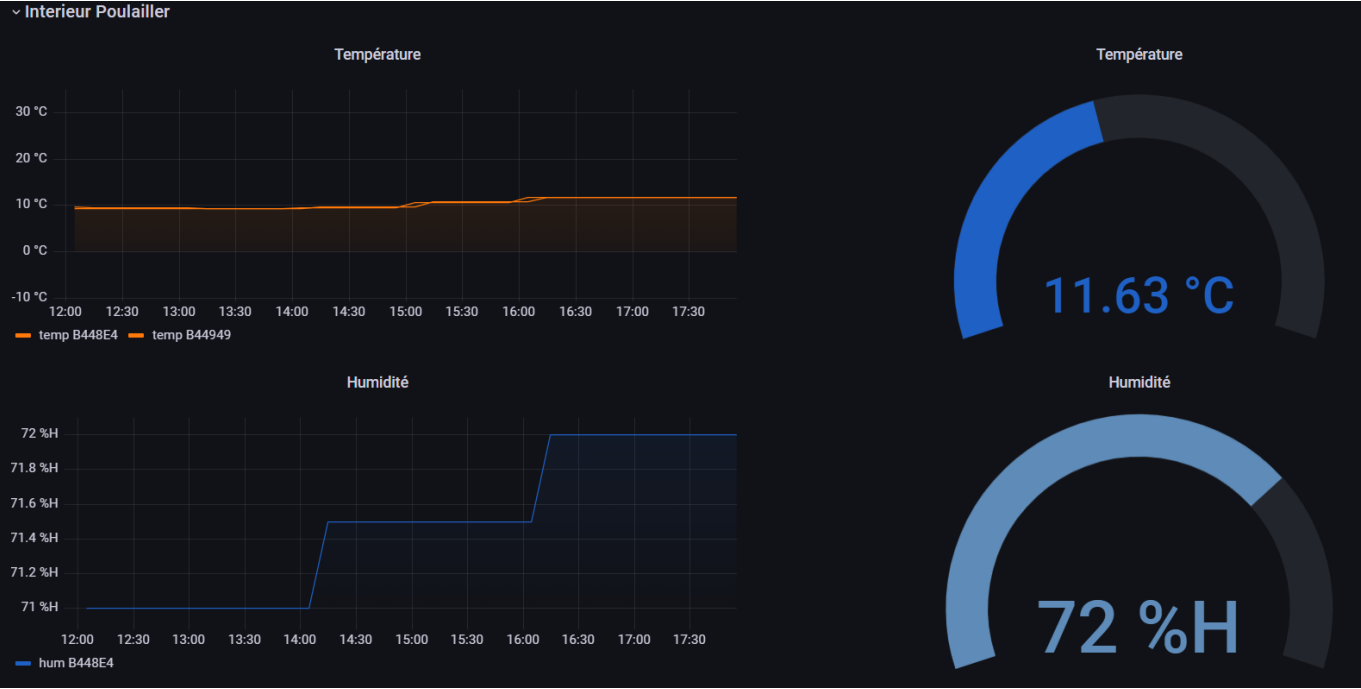 Interieur Poulailler
Température
30 °C
20 °C
10 °C
0 °C
-10 °C
12:00 12:30 13:00 13:30 14:00 14:30 15:00 15:30 16:00 16:30 17:00 17:30
temp B448E4 temp B44949
Température
11.63 °C
Humidité
72 %H
71.8 %H
71.6 %H
71.4 %H
71.2 %H
71 %H
12:00 12:30 13:00 13:30 14:00 14:30 15:00 15:30 16:00 16:30 17:00 17:30
hum B448E4
Humidité
72 %H